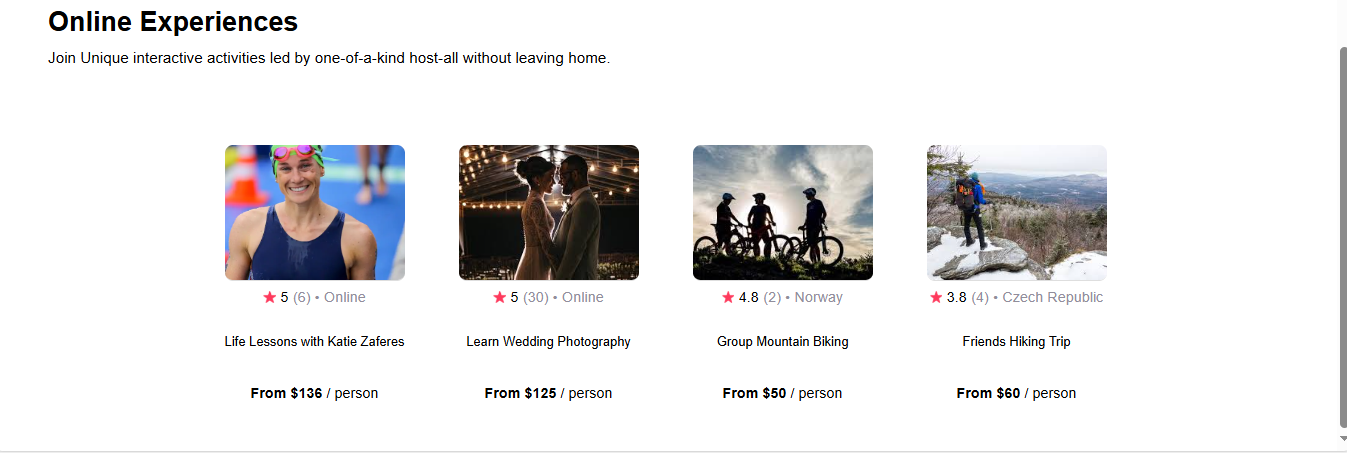 Online Experiences
Join Unique interactive activities led by one-of-a-kind host-all without leaving home.
★ 5 (6) • Online
★ 5 (30) • Online
★ 4.8 (2) • Norway
★ 3.8 (4) • Czech Republic
Life Lessons with Katie Zaferes
Learn Wedding Photography
Group Mountain Biking
Friends Hiking Trip
From $136 / person
From $125 / person
From $50 / person
From $60 / person